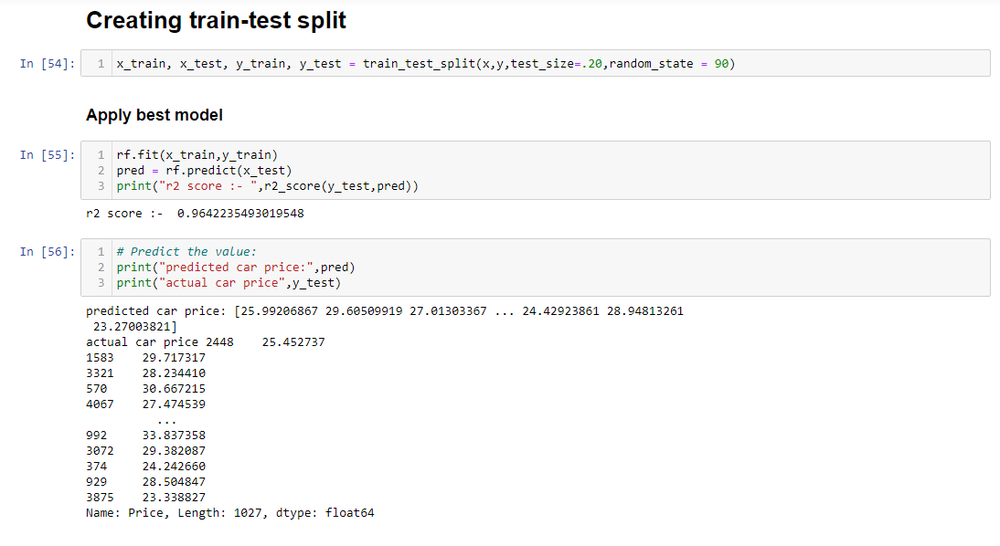 Creating train-test split
In [54]: 1 x_train, x_test, y_train, y_test = train_test_split(x,y,test_size=.20,random_state = 90)
Apply best model
In [55]: 1 rf.fit(x_train,y_train)
2 pred = rf.predict(x_test)
3 print("r2 score :- ",r2_score(y_test,pred))
r2 score :-  0.9642235493019548
In [56]: 1 # Predict the value:
2 print("predicted car price:",pred)
3 print("actual car price",y_test)
predicted car price: [25.99206867 29.60509919 27.01303367 ... 24.42923861 28.94813261
 23.27003821]
actual car price 2448    25.452737
1583    29.717317
3321    28.234410
570     30.667215
4067    27.474539
          ...
992     33.837358
3072    29.382087
374     24.242660
929     28.504847
3875    23.338827
Name: Price, Length: 1027, dtype: float64